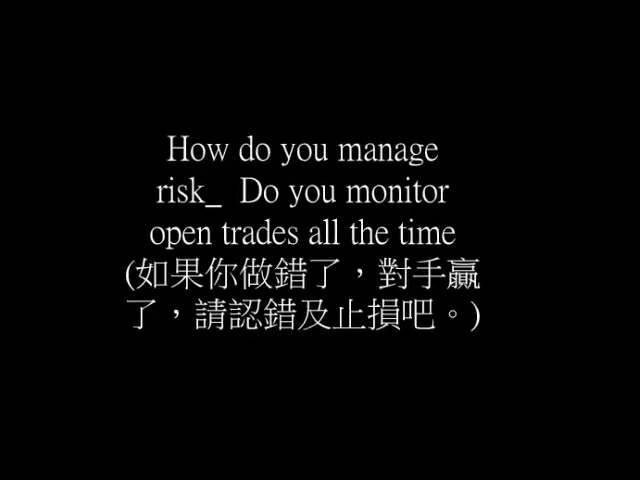 How do you manage
risk_ Do you monitor
open trades all the time
(如果你做錯了，對手贏
了，請認錯及止損吧。)